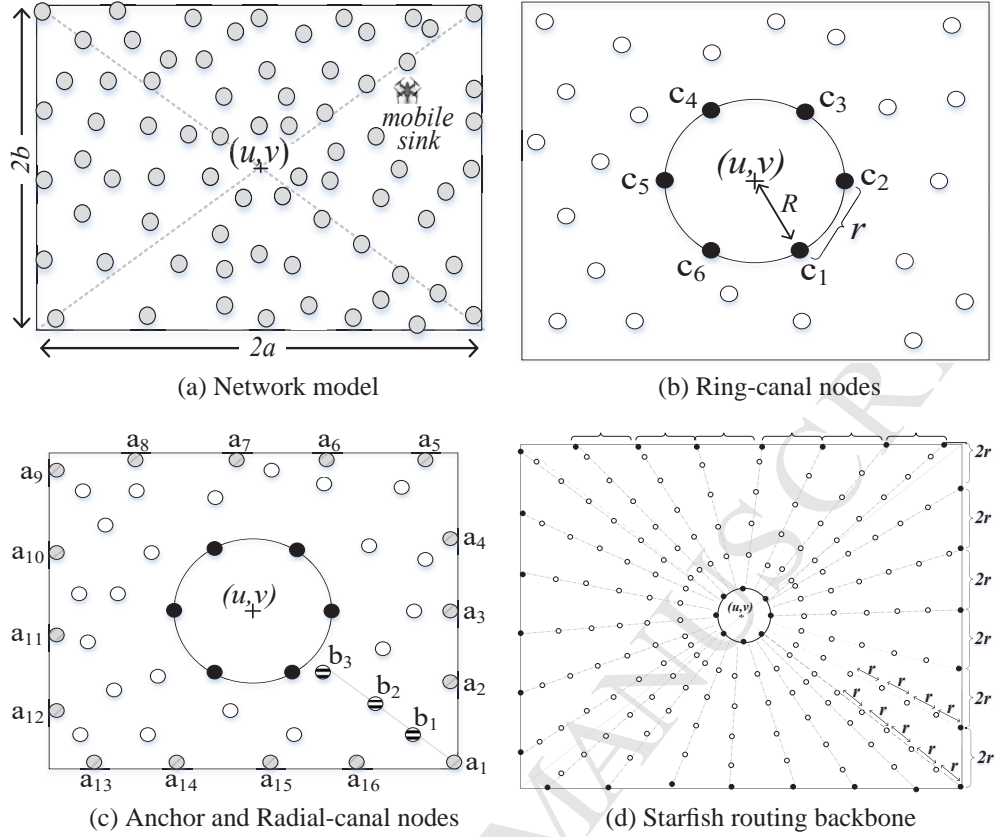 2b
(u,v)
mobile
sink
2a
(a) Network model
c4
c3
c5
(u,v)
c2
R
r
c6
c1
(b) Ring-canal nodes
a8
a7
a6
a5
a9
a4
a10
(u,v)
a3
a11
b3
a2
b2
a12
b1
a1
a13
a14
a15
a16
(c) Anchor and Radial-canal nodes
2r
2r
2r
(u,v)
2r
r
r
r
2r
r
r
r
r
2r
r
r
(d) Starfish routing backbone
MANUSCRI